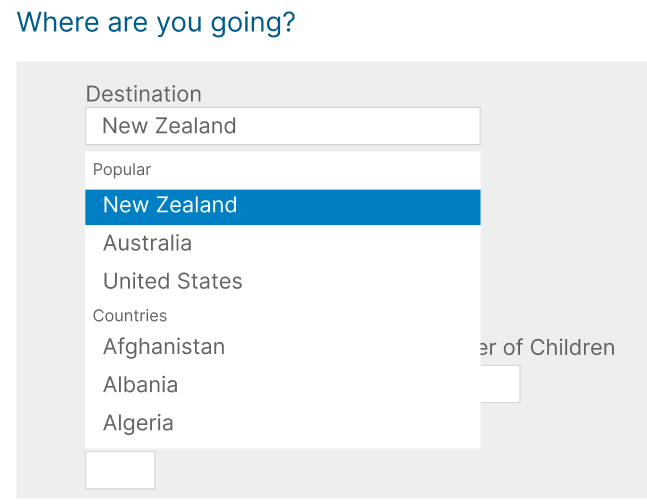 Where are you going?
Destination
New Zealand
Popular
New Zealand
Australia
United States
Countries
Afghanistan
er of Children
Albania
Algeria